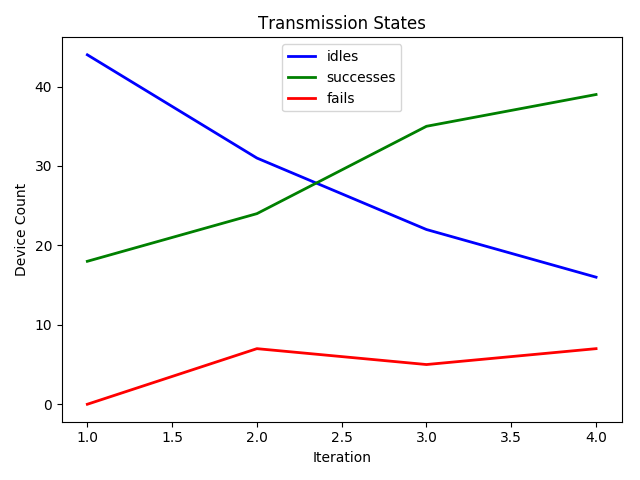 Transmission States
idles
successes
fails
Device Count
40
30
20
10
0
1.0 1.5 2.0 2.5 3.0 3.5 4.0
Iteration